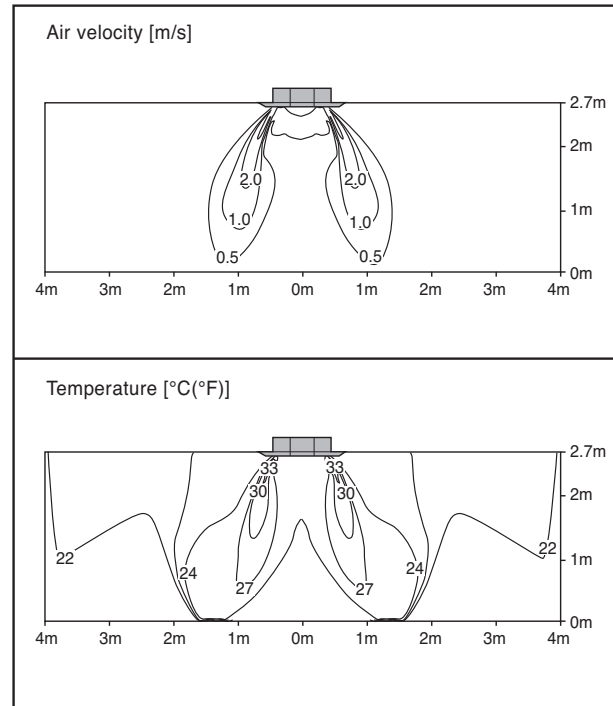 Air velocity [m/s]
2.7m
2m
2.0 2.0
1m
1.0 1.0
0.5 0.5
0m
4m 3m 2m 1m 0m 1m 2m 3m 4m
Temperature [°C(°F)]
2.7m
33 33
2m
30 30
22 22
1m
24 24
27 27
0m
4m 3m 2m 1m 0m 1m 2m 3m 4m